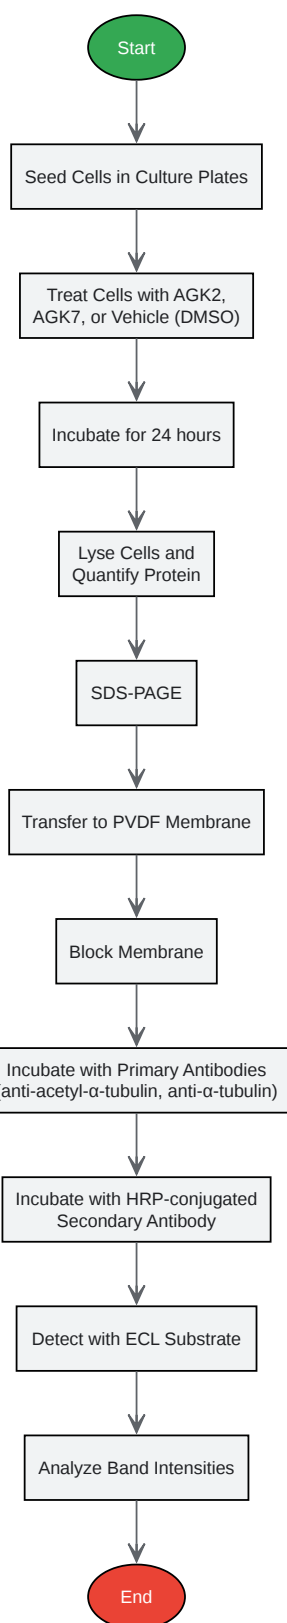 Start
Seed Cells in Culture Plates
Treat Cells with AGK2,
AGK7, or Vehicle (DMSO)
Incubate for 24 hours
Lyse Cells and
Quantify Protein
SDS-PAGE
Transfer to PVDF Membrane
Block Membrane
Incubate with Primary Antibodies
(anti-acetyl-α-tubulin, anti-α-tubulin)
Incubate with HRP-conjugated
Secondary Antibody
Detect with ECL Substrate
Analyze Band Intensities
End